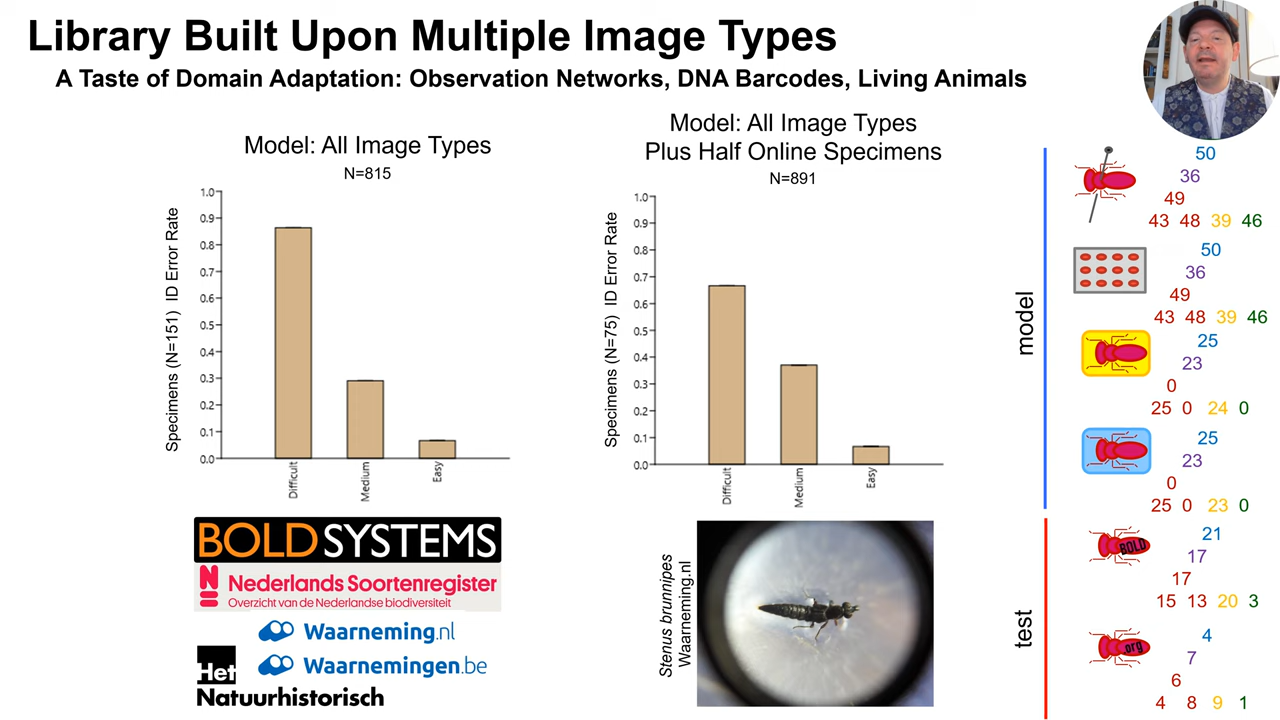 Library Built Upon Multiple Image Types
A Taste of Domain Adaptation: Observation Networks, DNA Barcodes, Living Animals
Model: All Image Types
N=815
Specimens (N=151) ID Error Rate
1.0
0.9
0.8
0.7
0.6
0.5
0.4
0.3
0.2
0.1
0.0
Difficult
Medium
Easy
Model: All Image Types
Plus Half Online Specimens
N=891
Specimens (N=75) ID Error Rate
1.0
0.9
0.8
0.7
0.6
0.5
0.4
0.3
0.2
0.1
0.0
Difficult
Medium
Easy
BOLDSYSTEMS
N
Nederlands Soortenregister
Overzicht van de Nederlandse biodiversiteit
Waarneming.nl
Waarnemingen.be
Het
Natuurhistorisch
Stenus brunnipes
Waarneming.nl
model
50
36
49
43 48 39 46
50
36
49
43 48 39 46
25
23
0
25 0 24 0
25
23
0
25 0 23 0
test
BOLD
21
17
17
15 13 20 3
org
4
7
6
4 8 9 1